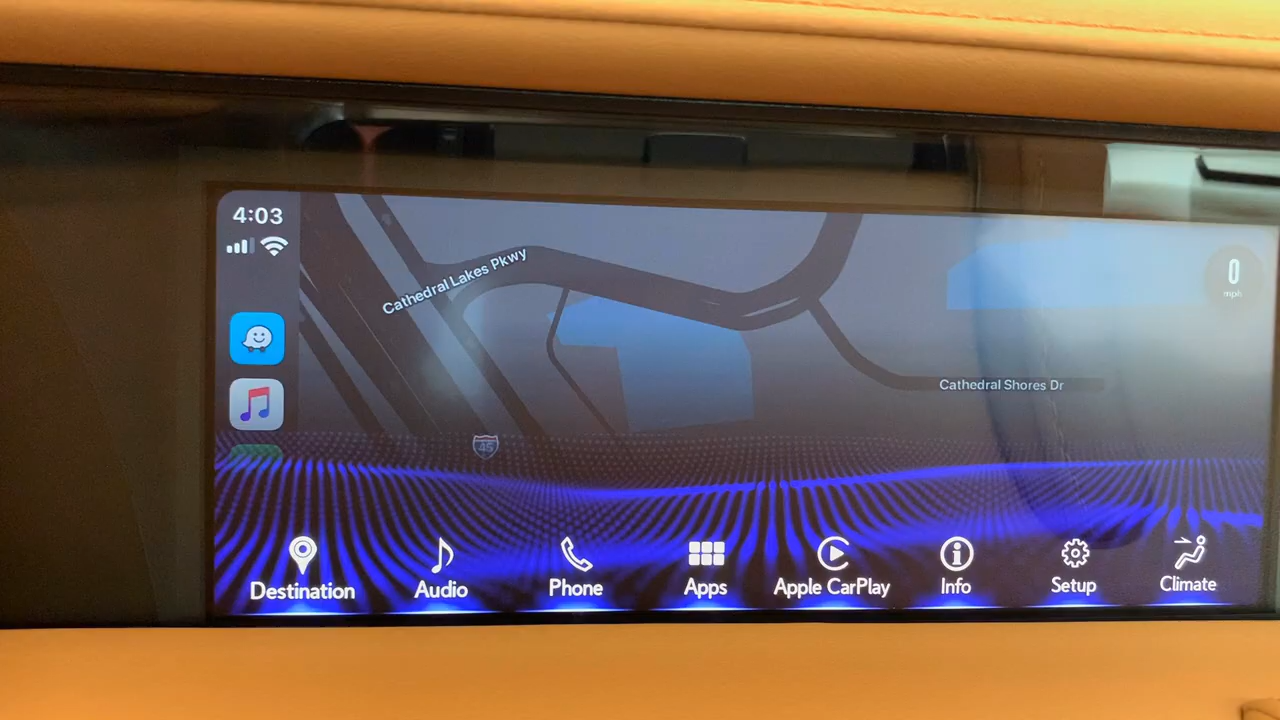 4:03
0
mph
Cathedral Lakes Pkwy
Cathedral Shores Dr
45
Destination
Audio
Phone
Apps
Apple CarPlay
Info
Setup
Climate